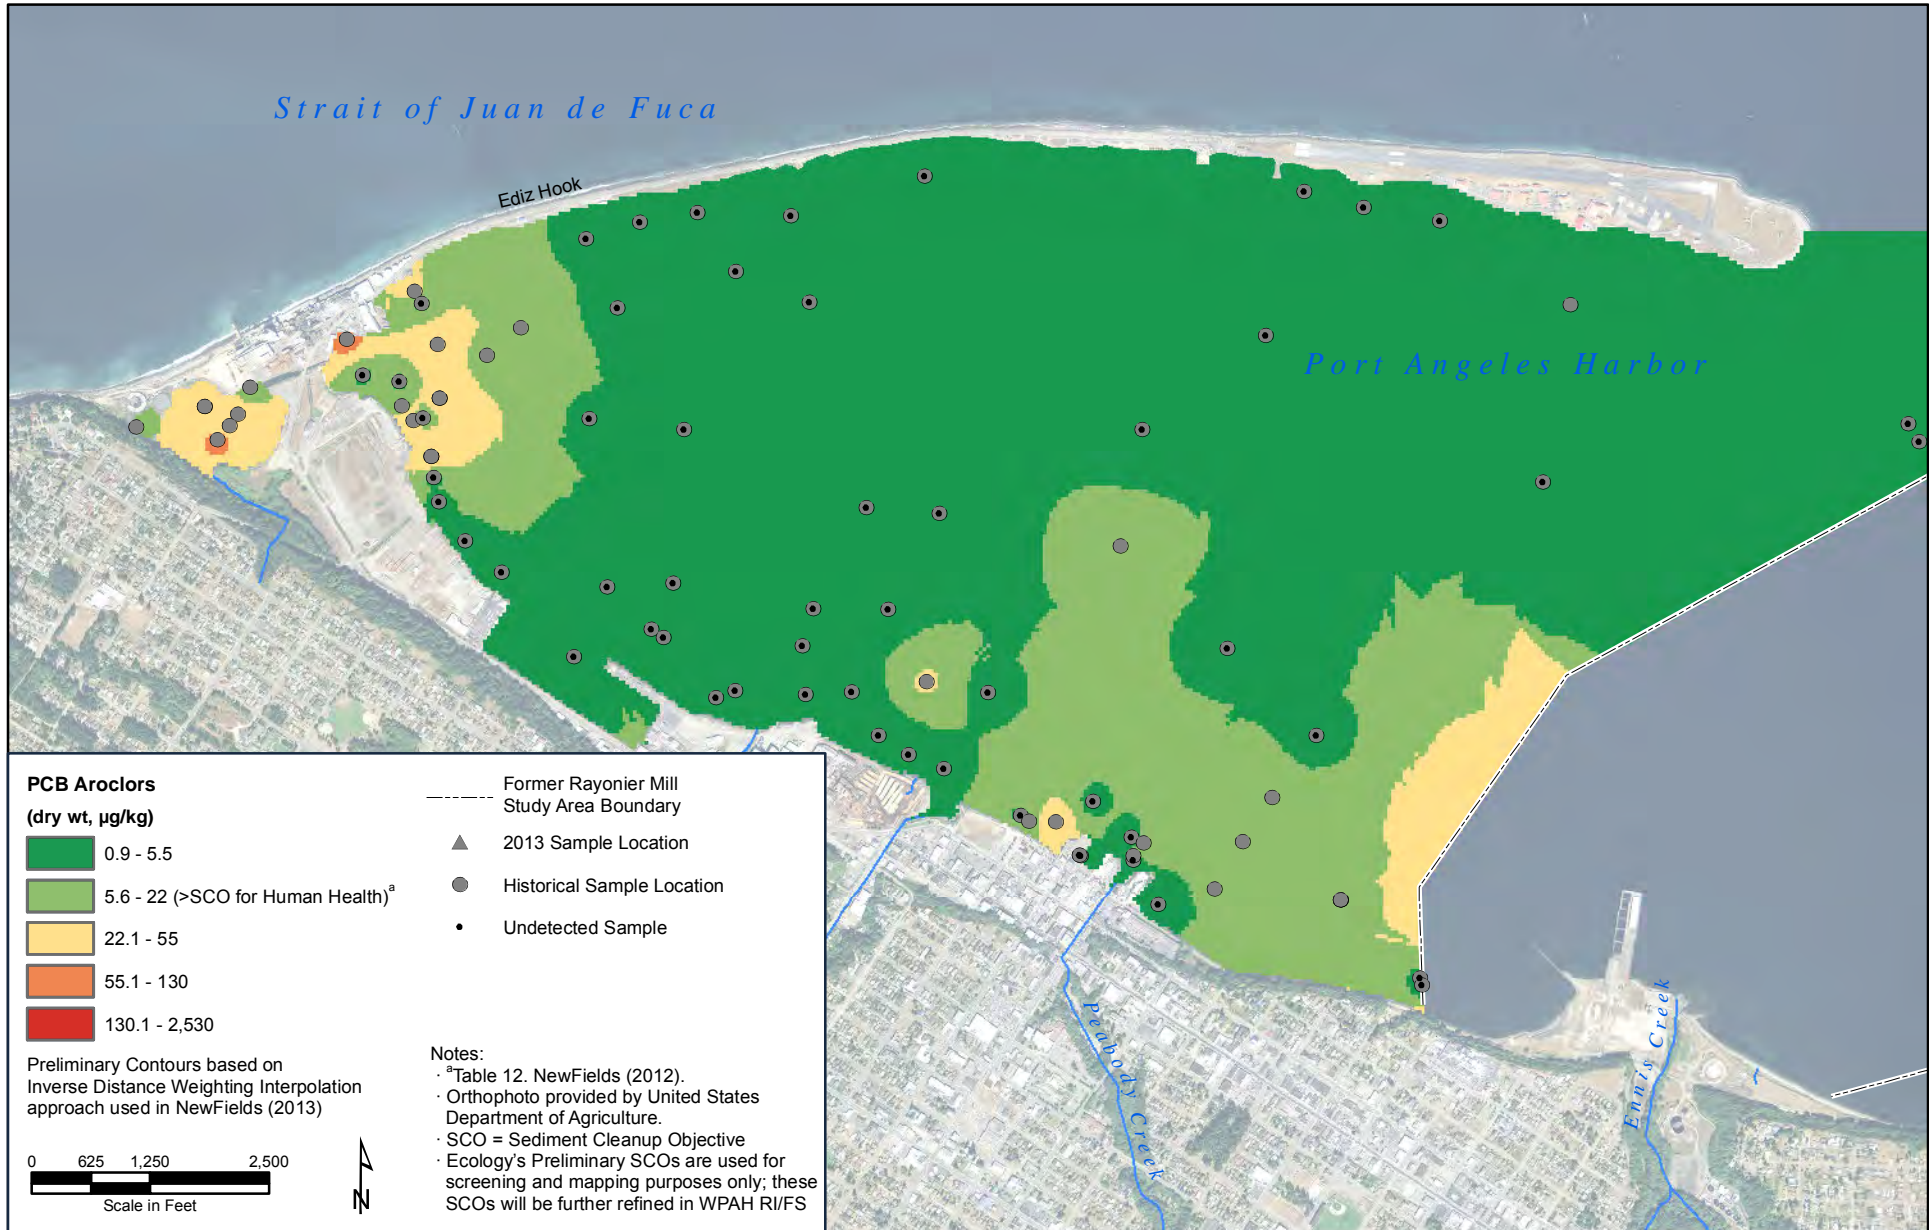 Strait of Juan de Fuca
Ediz Hook
Port Angeles Harbor
Peabody Creek
Ennis Creek
PCB Aroclors
(dry wt, µg/kg)
0.9 - 5.5
5.6 - 22 (>SCO for Human Health)a
22.1 - 55
55.1 - 130
130.1 - 2,530
Preliminary Contours based on
Inverse Distance Weighting Interpolation
approach used in NewFields (2013)
0 625 1,250 2,500
Scale in Feet
Former Rayonier Mill
Study Area Boundary
2013 Sample Location
Historical Sample Location
Undetected Sample
N
Notes:
· aTable 12. NewFields (2012).
· Orthophoto provided by United States
Department of Agriculture.
· SCO = Sediment Cleanup Objective
· Ecology's Preliminary SCOs are used for
screening and mapping purposes only; these
SCOs will be further refined in WPAH RI/FS